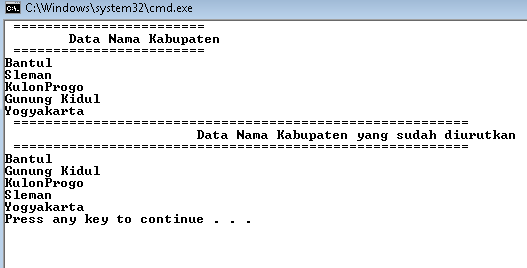 C:\Windows\system32\cmd.exe
========================
Data Nama Kabupaten
========================
Bantul
Sleman
KulonProgo
Gunung Kidul
Yogyakarta
=========================================================
Data Nama Kabupaten yang sudah diurutkan
=========================================================
Bantul
Gunung Kidul
KulonProgo
Sleman
Yogyakarta
Press any key to continue . . .